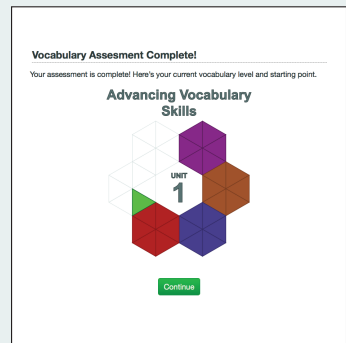 Vocabulary Assesment Complete!
Your assessment is complete! Here's your current vocabulary level and starting point.
Advancing Vocabulary
Skills
UNIT
1
Continue